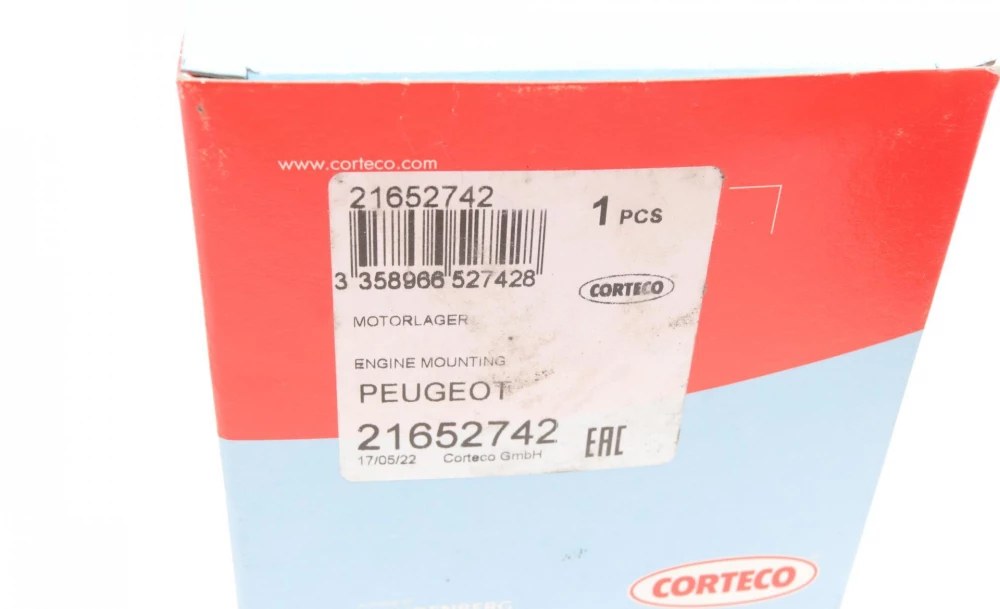 www.corteco.com
21652742
1 PCS
3 358966 527428
CORTECO
MOTORLAGER
ENGINE MOUNTING
PEUGEOT
21652742
EAC
17/05/22 Corteco GmbH
CORTECO